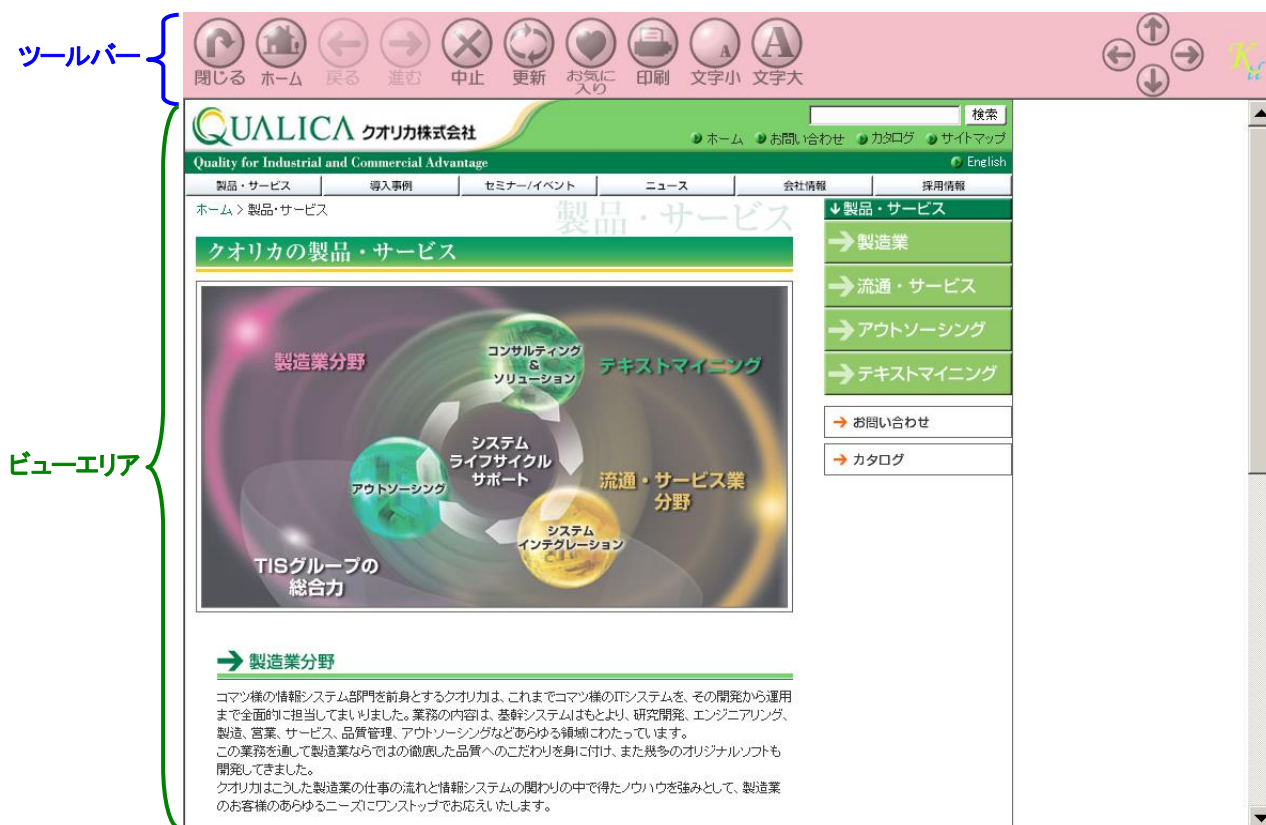 ツールバー
閉じる ホーム 戻る 進む 中止 更新 お気に入り 印刷 文字小 文字大
Ku
ビューエリア
QUALICA クオリカ株式会社
検索
ホーム お問い合わせ カタログ サイトマップ
Quality for Industrial and Commercial Advantage
English
製品・サービス 導入事例 セミナー/イベント ニュース 会社情報 採用情報
ホーム > 製品・サービス
製品・サービス
クオリカの製品・サービス
製造業分野
コンサルティング
&
ソリューション
テキストマイニング
システム
ライフサイクル
サポート
アウトソーシング
流通・サービス業
分野
システム
インテグレーション
TISグループの
総合力
製品・サービス
製造業
流通・サービス
アウトソーシング
テキストマイニング
お問い合わせ
カタログ
製造業分野
コマツ様の情報システム部門を前身とするクオリカは、これまでコマツ様のITシステムを、その開発から運用
まで全面的に担当してまいりました。業務の内容は、基幹システムはもとより、研究開発、エンジニアリング、
製造、営業、サービス、品質管理、アウトソーシングなどあらゆる領域にわたっています。
この業務を通して製造業ならではの徹底した品質へのこだわりを身に付け、また幾多のオリジナルソフトも
開発してきました。
クオリカはこうした製造業の仕事の流れと情報システムの関わりの中で得たノウハウを強みとして、製造業
のお客様のあらゆるニーズにワンストップでお応えいたします。